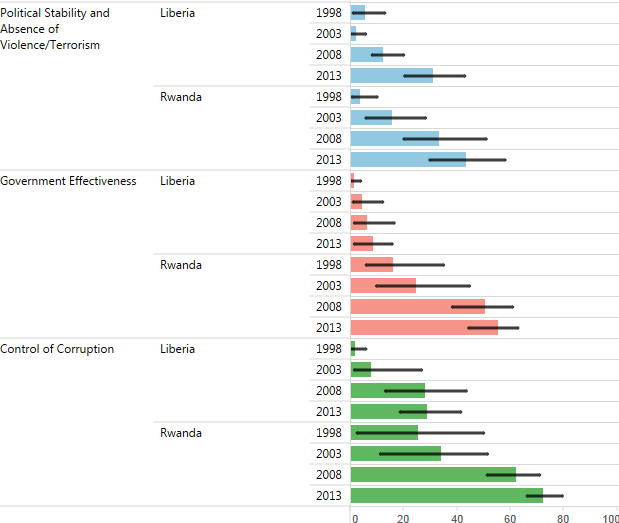 Political Stability and Liberia 1998
Absence of 2003
Violence/Terrorism 2008
2013
Rwanda 1998
2003
2008
2013
Government Effectiveness Liberia 1998
2003
2008
2013
Rwanda 1998
2003
2008
2013
Control of Corruption Liberia 1998
2003
2008
2013
Rwanda 1998
2003
2008
2013
0 20 40 60 80 100